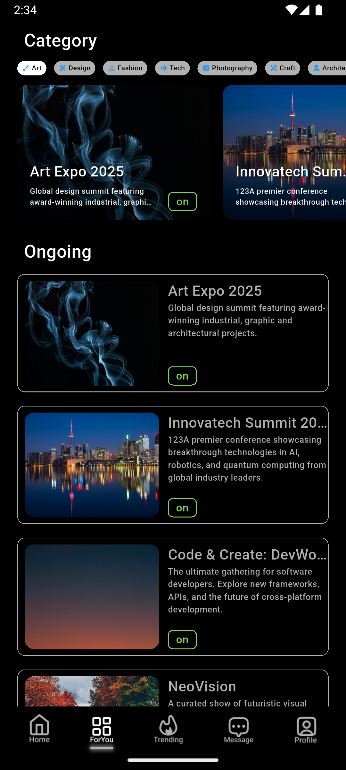 2:34
Category
Art
Design
Fashion
Tech
Photography
Craft
Archite
Art Expo 2025
Global design summit featuring
award-winning industrial, graphi...
on
Innovatech Sum
123A premier conference
showcasing breakthrough tech
Ongoing
Art Expo 2025
Global design summit featuring award-
winning industrial, graphic and
architectural projects.
on
Innovatech Summit 20...
123A premier conference showcasing
breakthrough technologies in AI,
robotics, and quantum computing from
global industry leaders.
on
Code & Create: DevWo...
The ultimate gathering for software
developers. Explore new frameworks,
APIs, and the future of cross-platform
development.
on
NeoVision
A curated show of futuristic visual
Home
ForYou
Trending
Message
Profile